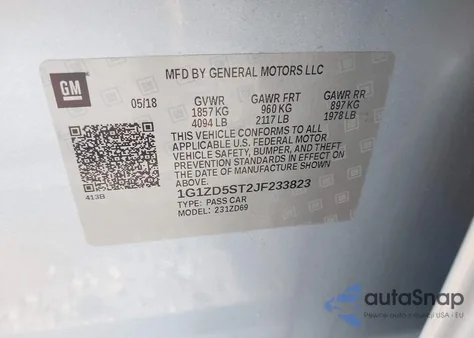 GM
MFD BY GENERAL MOTORS LLC
05/18 GVWR GAWR FRT GAWR RR
1857 KG 960 KG 897 KG
4094 LB 2117 LB 1978 LB
THIS VEHICLE CONFORMS TO ALL
APPLICABLE U.S. FEDERAL MOTOR
VEHICLE SAFETY, BUMPER, AND THEFT
PREVENTION STANDARDS IN EFFECT ON
THE DATE OF MANUFACTURE SHOWN
ABOVE.
1G1ZD5ST2JF233823
TYPE: PASS CAR
MODEL: 231ZD69
413B
autoSnap
USA - EU